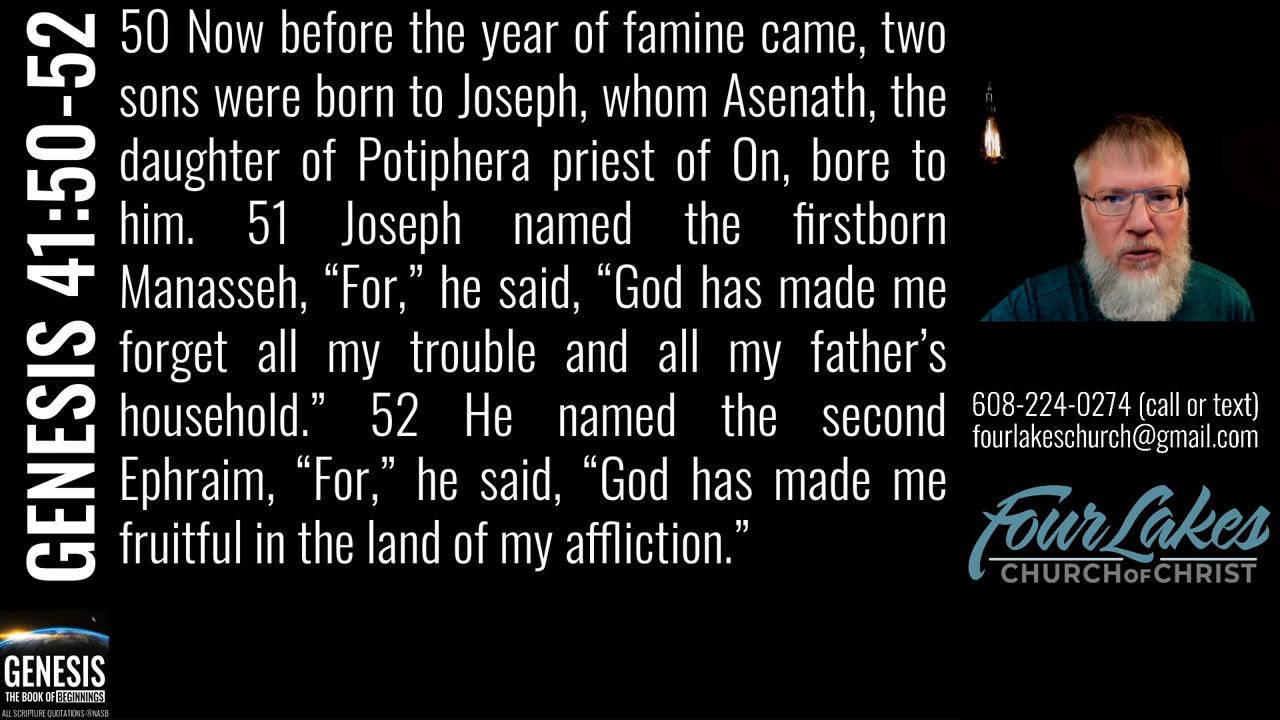 GENESIS 41:50-52
50 Now before the year of famine came, two
sons were born to Joseph, whom Asenath, the
daughter of Potiphera priest of On, bore to
him. 51 Joseph named the firstborn
Manasseh, “For,” he said, “God has made me
forget all my trouble and all my father’s
household.” 52 He named the second
Ephraim, “For,” he said, “God has made me
fruitful in the land of my affliction.”
608-224-0274 (call or text)
fourlakeschurch@gmail.com
Four Lakes
CHURCH OF CHRIST
GENESIS
THE BOOK OF BEGINNINGS
ALL SCRIPTURE QUOTATIONS ®NASB